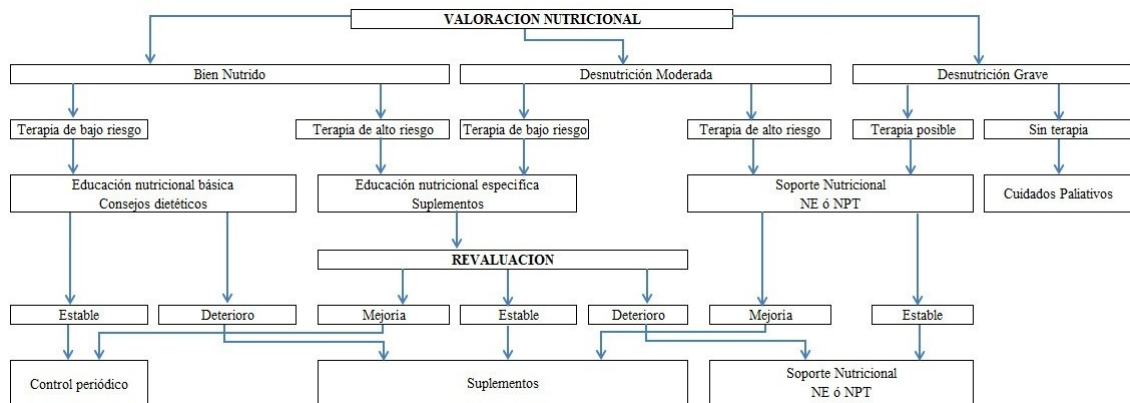 VALORACION NUTRICIONAL
Bien Nutrido
Desnutrición Moderada
Desnutrición Grave
Terapia de bajo riesgo
Terapia de alto riesgo
Terapia de bajo riesgo
Terapia de alto riesgo
Terapia posible
Sin terapia
Educación nutricional básica
Consejos dietéticos
Educación nutricional especifica
Suplementos
Soporte Nutricional
NE ó NPT
Cuidados Paliativos
REVALUACION
Estable
Deterioro
Mejoria
Estable
Deterioro
Mejoria
Estable
Control periódico
Suplementos
Soporte Nutricional
NE ó NPT